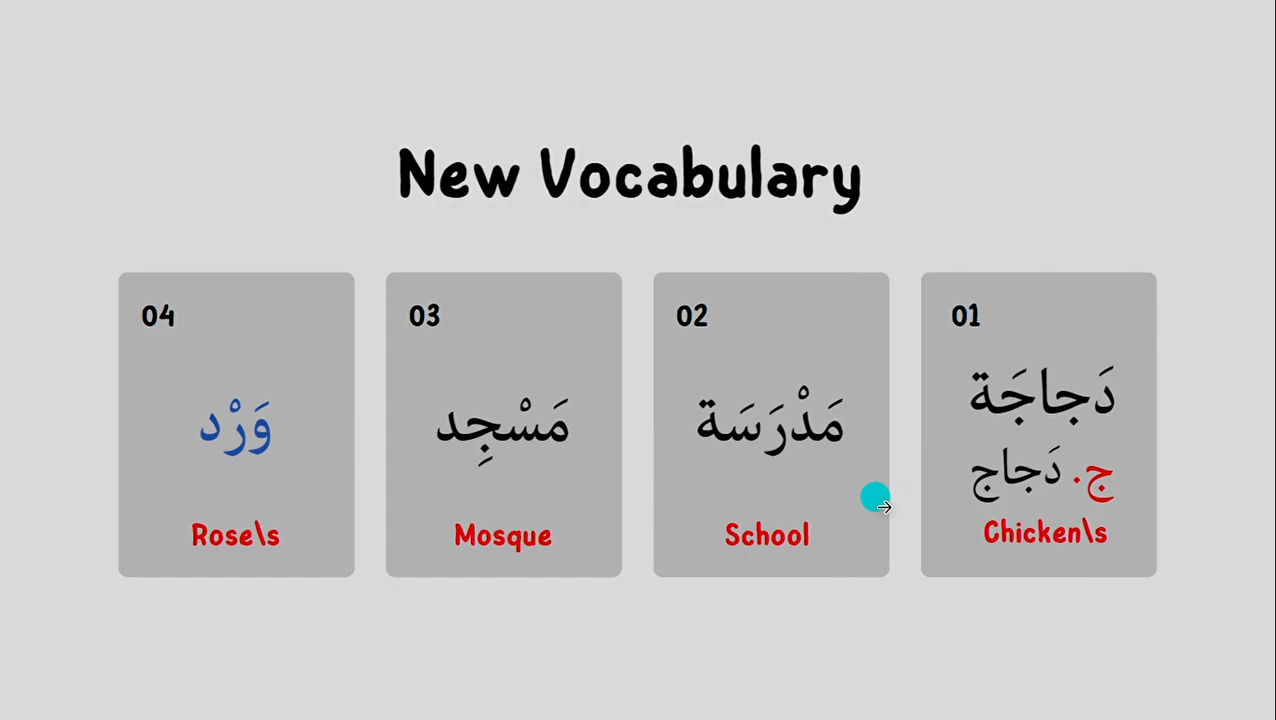 New Vocabulary
01
دَجاجَة
ج. دَجاج
Chicken\s
02
مَدْرَسَة
School
03
مَسْجِد
Mosque
04
وَرْد
Rose\s